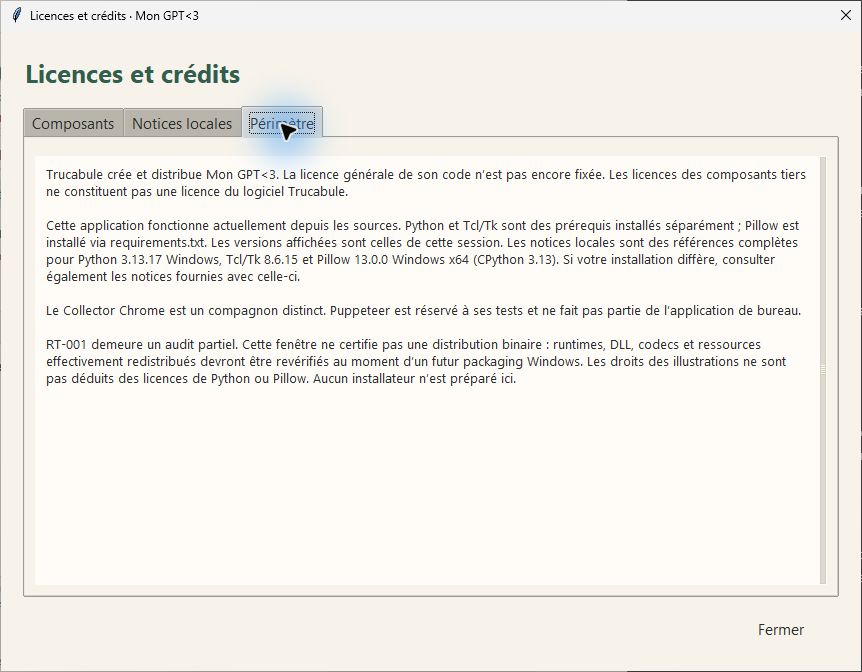 Licences et crédits · Mon GPT<3
Licences et crédits
Composants
Notices locales
Périmètre
Trucabule crée et distribue Mon GPT<3. La licence générale de son code n'est pas encore fixée. Les licences des composants tiers
ne constituent pas une licence du logiciel Trucabule.
Cette application fonctionne actuellement depuis les sources. Python et Tcl/Tk sont des prérequis installés séparément ; Pillow est
installé via requirements.txt. Les versions affichées sont celles de cette session. Les notices locales sont des références complètes
pour Python 3.13.17 Windows, Tcl/Tk 8.6.15 et Pillow 13.0.0 Windows x64 (CPython 3.13). Si votre installation diffère, consulter
également les notices fournies avec celle-ci.
Le Collector Chrome est un compagnon distinct. Puppeteer est réservé à ses tests et ne fait pas partie de l'application de bureau.
RT-001 demeure un audit partiel. Cette fenêtre ne certifie pas une distribution binaire : runtimes, DLL, codecs et ressources
effectivement redistribués devront être revérifiés au moment d'un futur packaging Windows. Les droits des illustrations ne sont
pas déduits des licences de Python ou Pillow. Aucun installateur n'est préparé ici.
Fermer